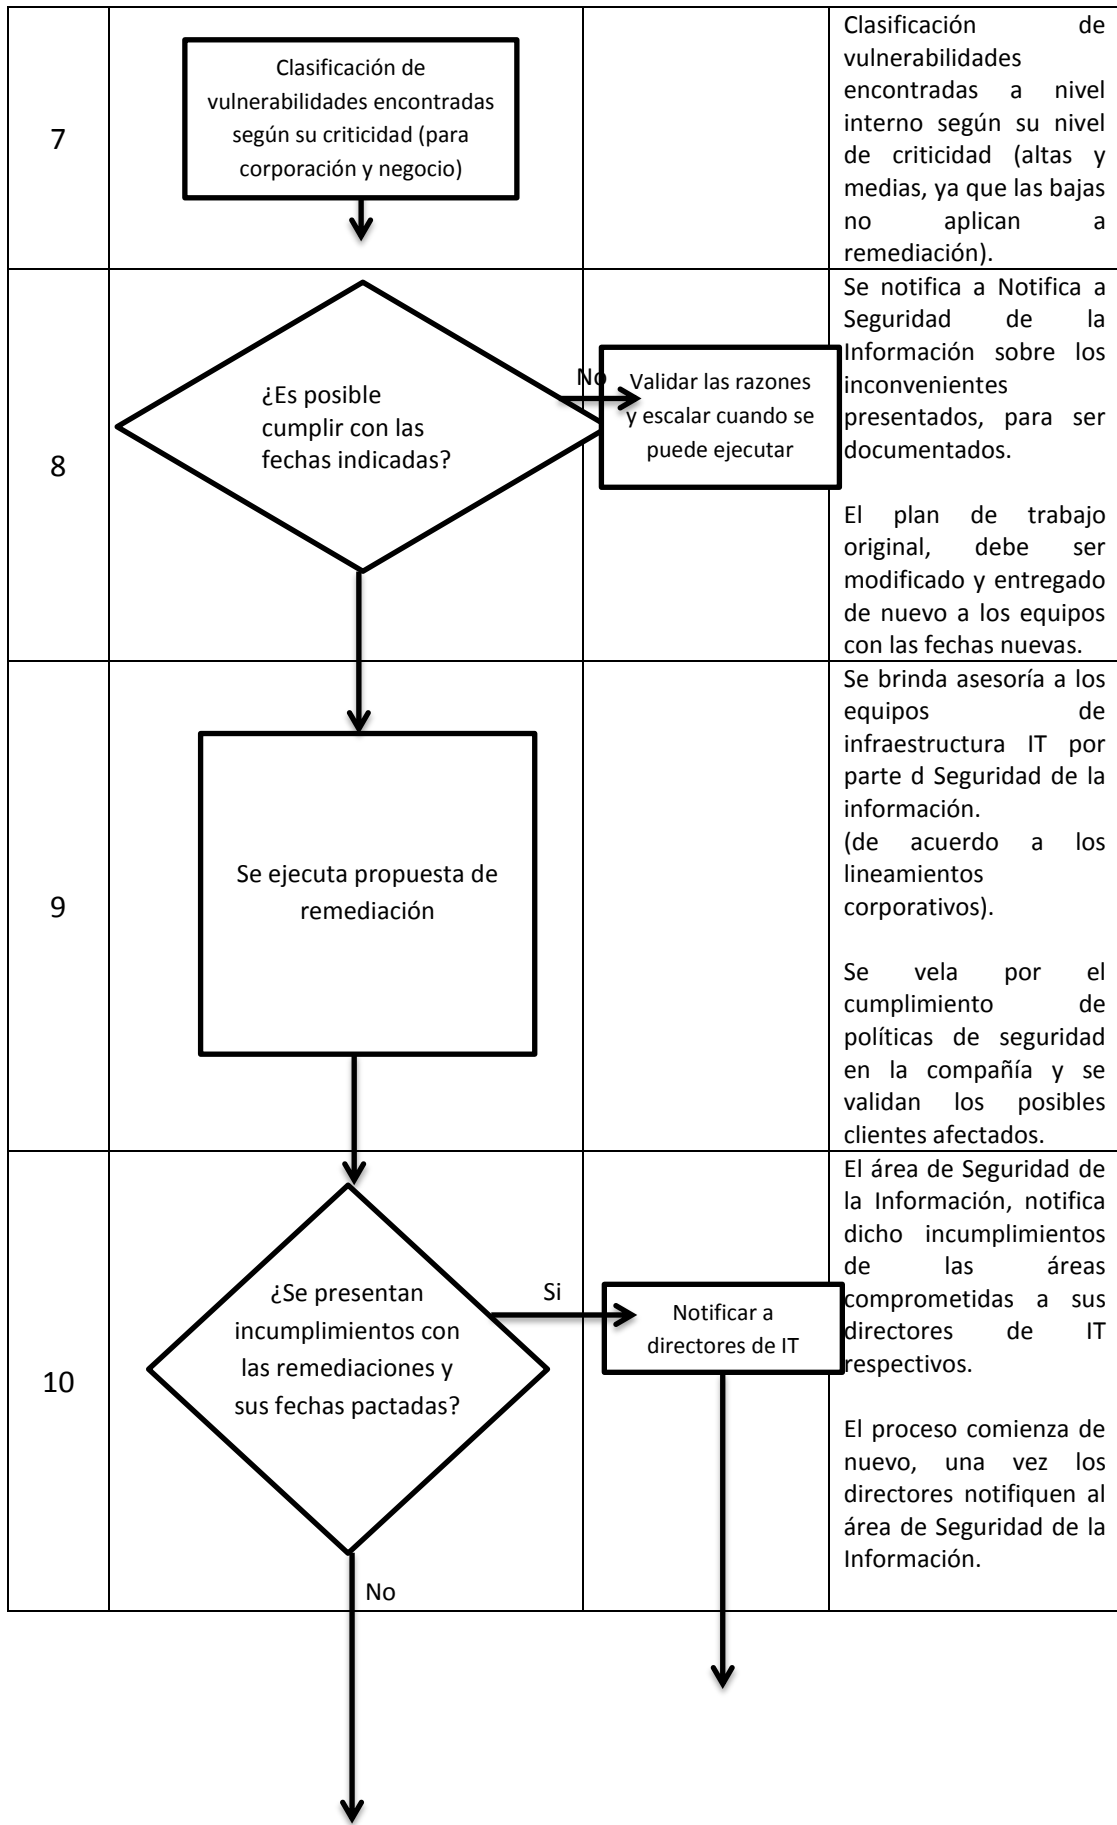 7
Clasificación de
vulnerabilidades encontradas
según su criticidad (para
corporación y negocio)
Clasificación de
vulnerabilidades
encontradas a nivel
interno según su nivel
de criticidad (altas y
medias, ya que las bajas
no aplican a
remediación).
8
¿Es posible
cumplir con las
fechas indicadas?
No
Validar las razones
y escalar cuando se
puede ejecutar
Se notifica a Notifica a
Seguridad de la
Información sobre los
inconvenientes
presentados, para ser
documentados.
El plan de trabajo
original, debe ser
modificado y entregado
de nuevo a los equipos
con las fechas nuevas.
9
Se ejecuta propuesta de
remediación
Se brinda asesoría a los
equipos de
infraestructura IT por
parte d Seguridad de la
información.
(de acuerdo a los
lineamientos
corporativos).
Se vela por el
cumplimiento de
políticas de seguridad
en la compañía y se
validan los posibles
clientes afectados.
10
¿Se presentan
incumplimientos con
las remediaciones y
sus fechas pactadas?
Si
Notificar a
directores de IT
El área de Seguridad de
la Información, notifica
dicho incumplimientos
de las áreas
comprometidas a sus
directores de IT
respectivos.
El proceso comienza de
nuevo, una vez los
directores notifiquen al
área de Seguridad de la
Información.
No